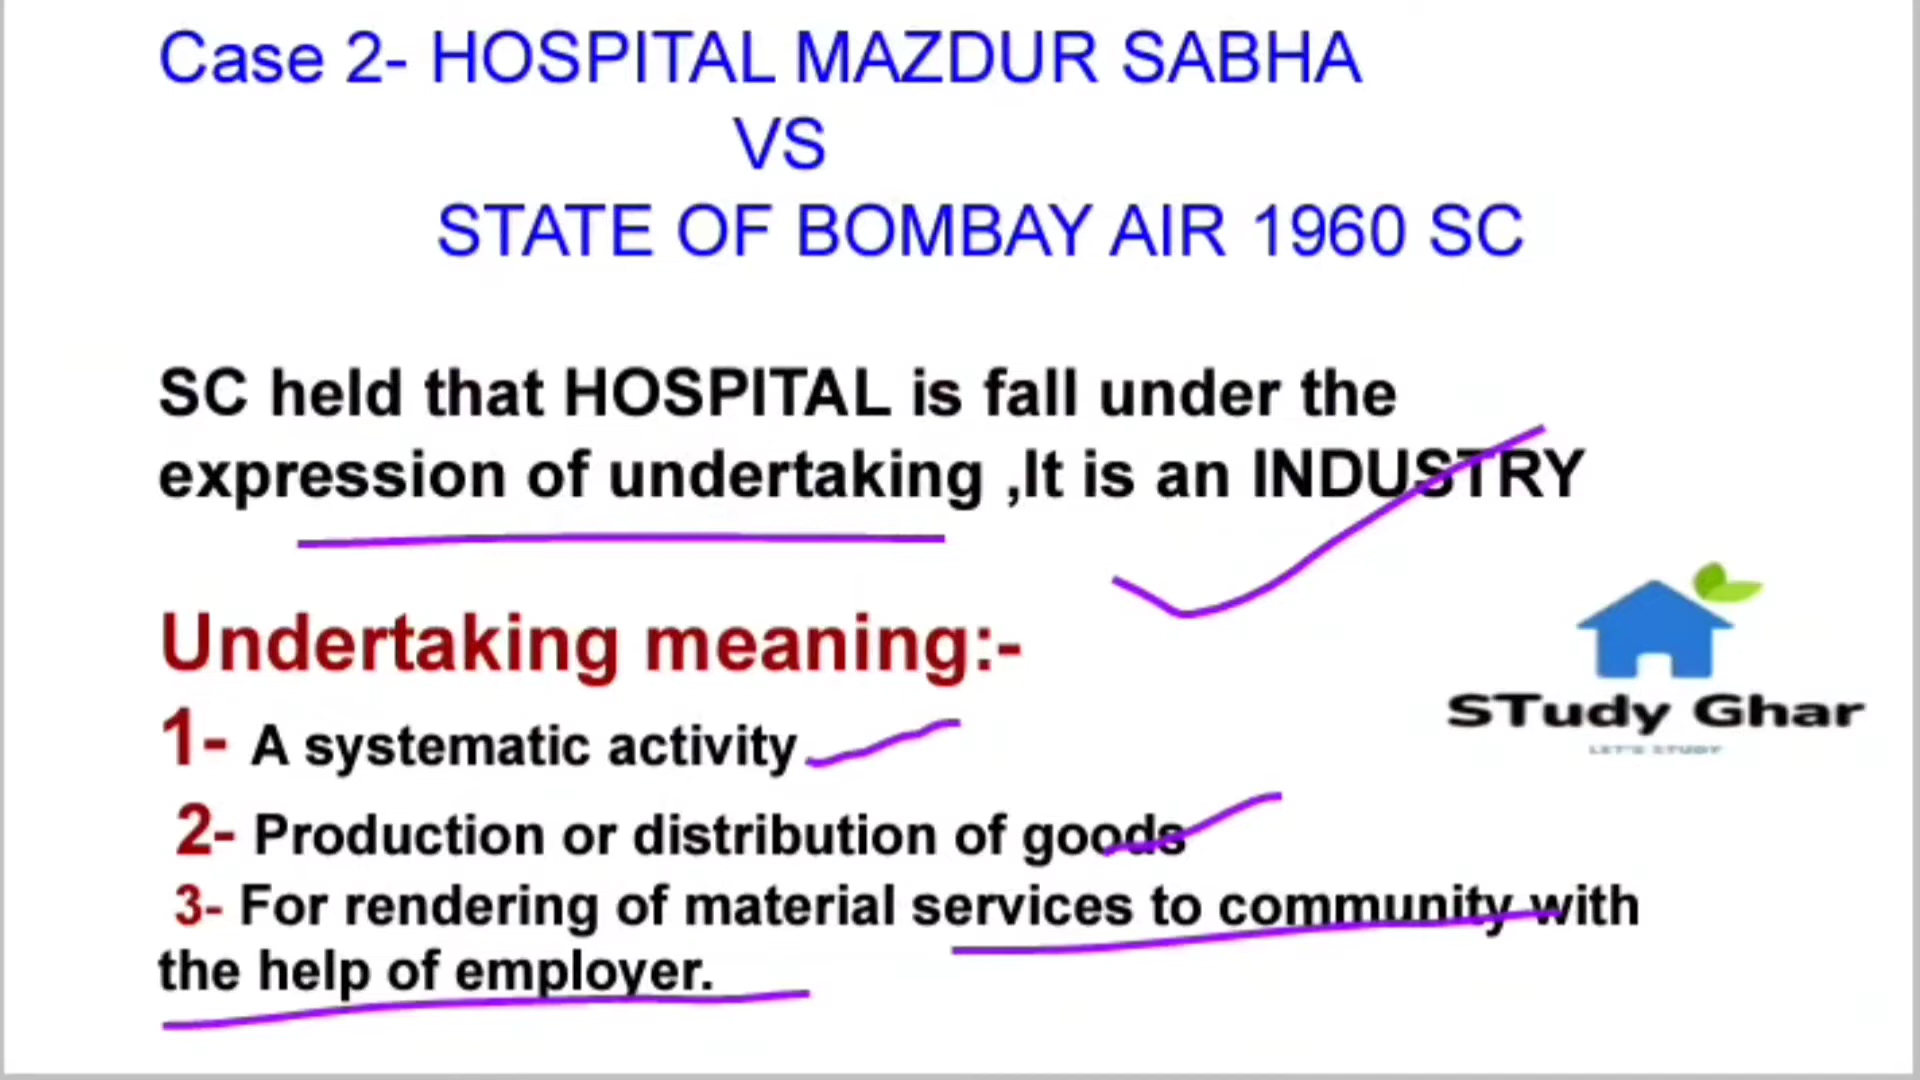 Case 2- HOSPITAL MAZDUR SABHA
VS
STATE OF BOMBAY AIR 1960 SC
SC held that HOSPITAL is fall under the
expression of undertaking ,It is an INDUSTRY
Undertaking meaning:-
1- A systematic activity
2- Production or distribution of goods
3- For rendering of material services to community with
the help of employer.
STudy Ghar
LET'S STUDY